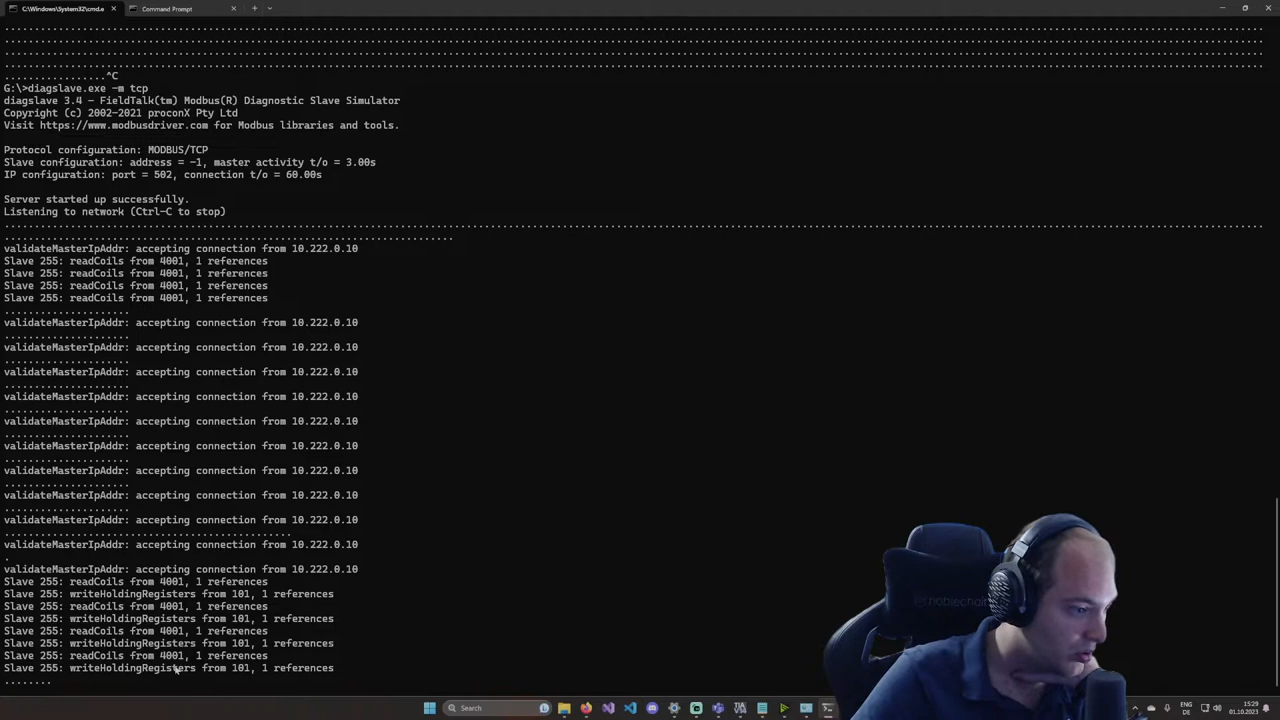 C:\Windows\System32\cmd.e
Command Prompt
.................^C
G:\>diagslave.exe -m tcp
diagslave 3.4 - FieldTalk(tm) Modbus(R) Diagnostic Slave Simulator
Copyright (c) 2002-2021 proconX Pty Ltd
Visit https://www.modbusdriver.com for Modbus libraries and tools.
Protocol configuration: MODBUS/TCP
Slave configuration: address = -1, master activity t/o = 3.00s
IP configuration: port = 502, connection t/o = 60.00s
Server started up successfully.
Listening to network (Ctrl-C to stop)
validateMasterIpAddr: accepting connection from 10.222.0.10
Slave 255: readCoils from 4001, 1 references
Slave 255: readCoils from 4001, 1 references
Slave 255: readCoils from 4001, 1 references
Slave 255: readCoils from 4001, 1 references
.....................
validateMasterIpAddr: accepting connection from 10.222.0.10
.....................
validateMasterIpAddr: accepting connection from 10.222.0.10
.....................
validateMasterIpAddr: accepting connection from 10.222.0.10
.....................
validateMasterIpAddr: accepting connection from 10.222.0.10
.....................
validateMasterIpAddr: accepting connection from 10.222.0.10
.....................
validateMasterIpAddr: accepting connection from 10.222.0.10
.....................
validateMasterIpAddr: accepting connection from 10.222.0.10
.....................
validateMasterIpAddr: accepting connection from 10.222.0.10
.....................
validateMasterIpAddr: accepting connection from 10.222.0.10
................................................
validateMasterIpAddr: accepting connection from 10.222.0.10
.
validateMasterIpAddr: accepting connection from 10.222.0.10
Slave 255: readCoils from 4001, 1 references
Slave 255: writeHoldingRegisters from 101, 1 references
Slave 255: readCoils from 4001, 1 references
Slave 255: writeHoldingRegisters from 101, 1 references
Slave 255: readCoils from 4001, 1 references
Slave 255: writeHoldingRegisters from 101, 1 references
Slave 255: readCoils from 4001, 1 references
Slave 255: writeHoldingRegisters from 101, 1 references
........
noblechairs
Search
ENG
DE
15:29
01.10.2023